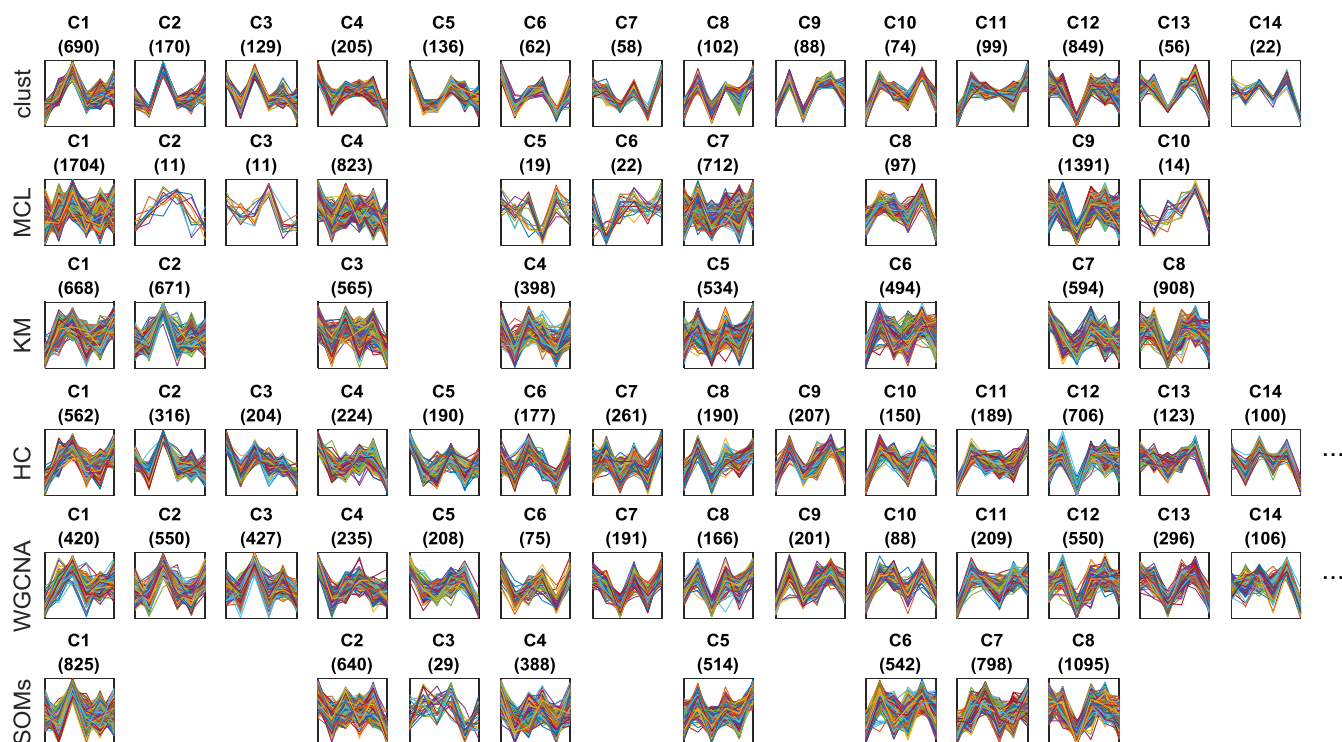 C1 C2 C3 C4 C5 C6 C7 C8 C9 C10 C11 C12 C13 C14
(690) (170) (129) (205) (136) (62) (58) (102) (88) (74) (99) (849) (56) (22)
clust
C1 C2 C3 C4 C5 C6 C7 C8 C9 C10
(1704) (11) (11) (823) (19) (22) (712) (97) (1391) (14)
MCL
C1 C2 C3 C4 C5 C6 C7 C8
(668) (671) (565) (398) (534) (494) (594) (908)
KM
C1 C2 C3 C4 C5 C6 C7 C8 C9 C10 C11 C12 C13 C14
(562) (316) (204) (224) (190) (177) (261) (190) (207) (150) (189) (706) (123) (100)
HC ...
C1 C2 C3 C4 C5 C6 C7 C8 C9 C10 C11 C12 C13 C14
(420) (550) (427) (235) (208) (75) (191) (166) (201) (88) (209) (550) (296) (106)
WGCNA ...
C1 C2 C3 C4 C5 C6 C7 C8
(825) (640) (29) (388) (514) (542) (798) (1095)
SOMs